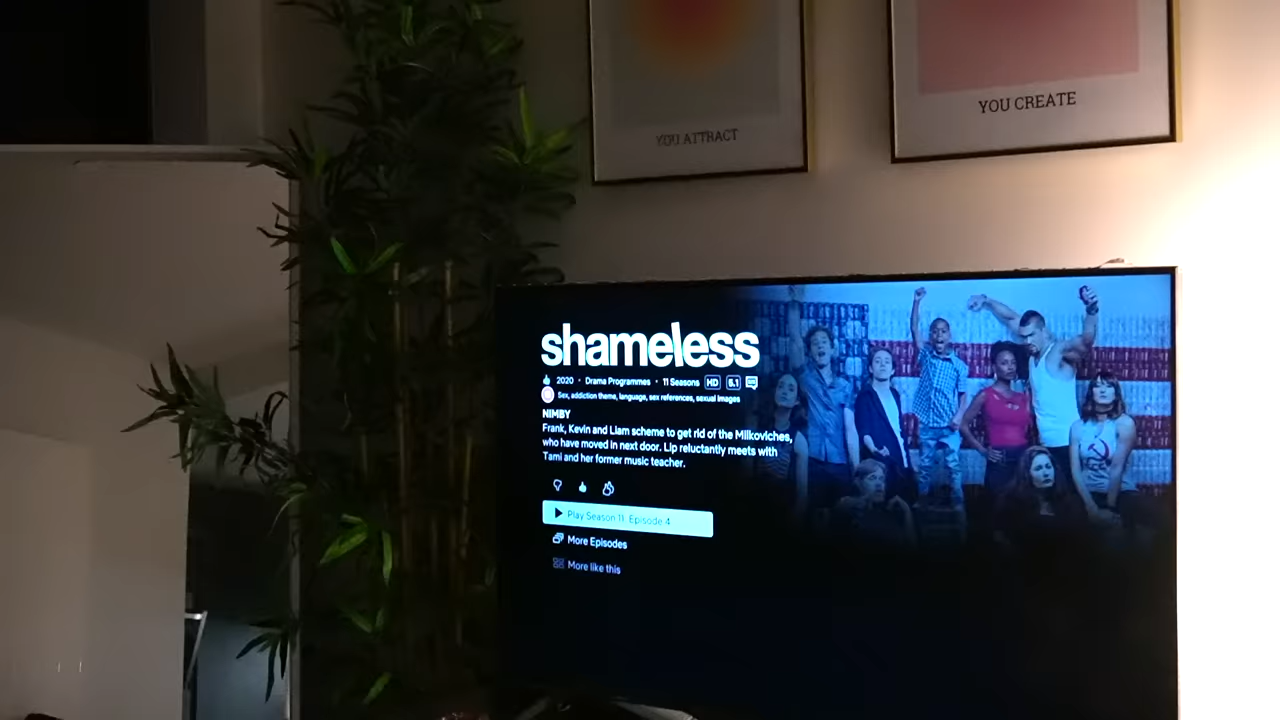 YOU ATTRACT
YOU CREATE
shameless
2020 • Drama Programmes • 11 Seasons HD 5.1
Sex, addiction theme, language, sex references, sexual images
NIMBY
Frank, Kevin and Liam scheme to get rid of the Milkoviches,
who have moved in next door. Lip reluctantly meets with
Tami and her former music teacher.
Play Season 11: Episode 4
More Episodes
More like this